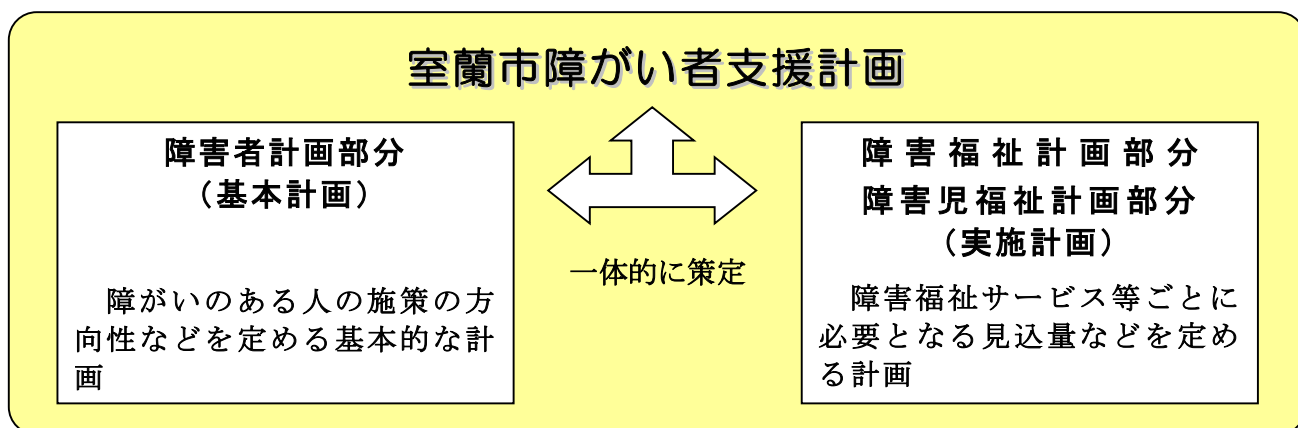 室蘭市障がい者支援計画
障害者計画部分
（基本計画）
障がいのある人の施策の方
向性などを定める基本的な計
画
一体的に策定
障害福祉計画部分
障害児福祉計画部分
（実施計画）
障害福祉サービス等ごとに
必要となる見込量などを定め
る計画